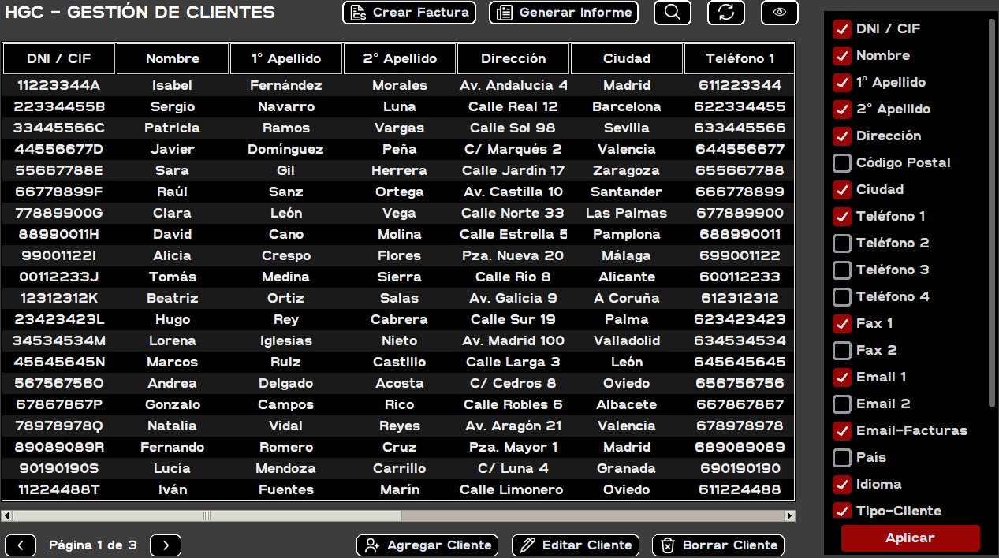 HGC - GESTIÓN DE CLIENTES Crear Factura Generar Informe
DNI / CIF Nombre 1º Apellido 2º Apellido Dirección Ciudad Teléfono 1
11223344A Isabel Fernández Morales Av. Andalucía 4 Madrid 611223344
22334455B Sergio Navarro Luna Calle Real 12 Barcelona 622334455
33445566C Patricia Ramos Vargas Calle Sol 98 Sevilla 633445566
44556677D Javier Domínguez Peña C/ Marqués 2 Valencia 644556677
55667788E Sara Gil Herrera Calle Jardín 17 Zaragoza 655667788
66778899F Raúl Sanz Ortega Av. Castilla 10 Santander 666778899
77889900G Clara León Vega Calle Norte 33 Las Palmas 677889900
88990011H David Cano Molina Calle Estrella 5 Pamplona 688990011
99001122I Alicia Crespo Flores Pza. Nueva 20 Málaga 699001122
00112233J Tomás Medina Sierra Calle Río 8 Alicante 600112233
12312312K Beatriz Ortiz Salas Av. Galicia 9 A Coruña 612312312
23423423L Hugo Rey Cabrera Calle Sur 19 Palma 623423423
34534534M Lorena Iglesias Nieto Av. Madrid 100 Valladolid 634534534
45645645N Marcos Ruiz Castillo Calle Larga 3 León 645645645
56756756O Andrea Delgado Acosta C/ Cedros 8 Oviedo 656756756
67867867P Gonzalo Campos Rico Calle Robles 6 Albacete 667867867
78978978Q Natalia Vidal Reyes Av. Aragón 21 Valencia 678978978
89089089R Fernando Romero Cruz Pza. Mayor 1 Madrid 689089089
90190190S Lucía Mendoza Carrillo C/ Luna 4 Granada 690190190
11224488T Iván Fuentes Marín Calle Limonero Oviedo 611224488
Página 1 de 3 Agregar Cliente Editar Cliente Borrar Cliente
DNI / CIF
Nombre
1º Apellido
2º Apellido
Dirección
Código Postal
Ciudad
Teléfono 1
Teléfono 2
Teléfono 3
Teléfono 4
Fax 1
Fax 2
Email 1
Email 2
Email-Facturas
País
Idioma
Tipo-Cliente
Aplicar